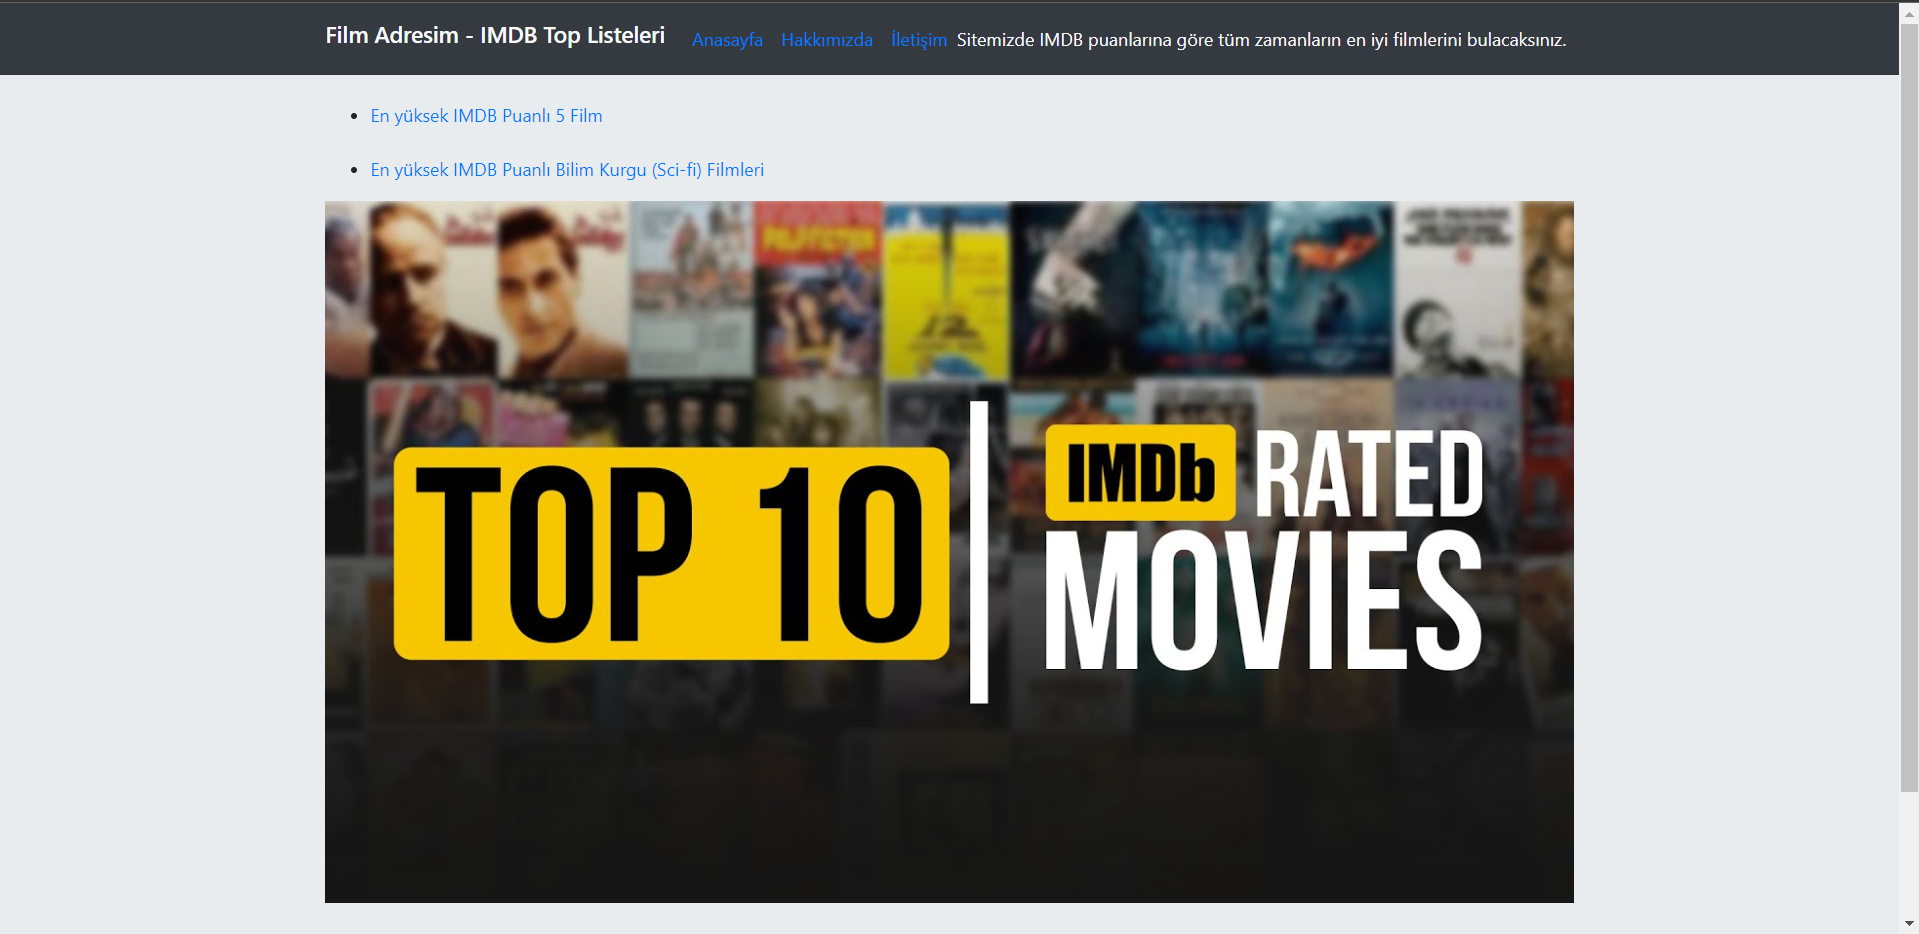 Film Adresim - IMDB Top Listeleri
Anasayfa Hakkımızda İletişim Sitemizde IMDB puanlarına göre tüm zamanların en iyi filmlerini bulacaksınız.
En yüksek IMDB Puanlı 5 Film
En yüksek IMDB Puanlı Bilim Kurgu (Sci-fi) Filmleri
12
TOP 10
IMDb RATED
MOVIES